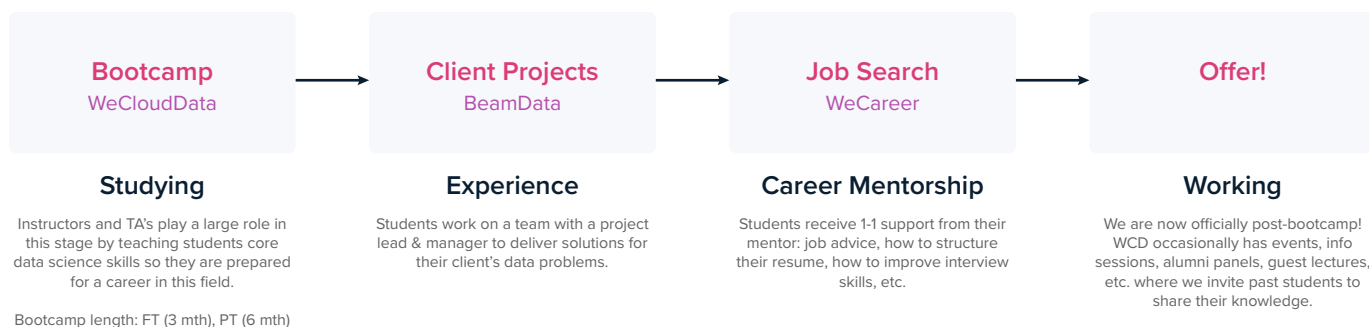 Bootcamp
WeCloudData
Client Projects
BeamData
Job Search
WeCareer
Offer!
Studying
Instructors and TA's play a large role in
this stage by teaching students core
data science skills so they are prepared
for a career in this field.
Bootcamp length: FT (3 mth), PT (6 mth)
Experience
Students work on a team with a project
lead & manager to deliver solutions for
their client's data problems.
Career Mentorship
Students receive 1-1 support from their
mentor: job advice, how to structure
their resume, how to improve interview
skills, etc.
Working
We are now officially post-bootcamp!
WCD occasionally has events, info
sessions, alumni panels, guest lectures,
etc. where we invite past students to
share their knowledge.